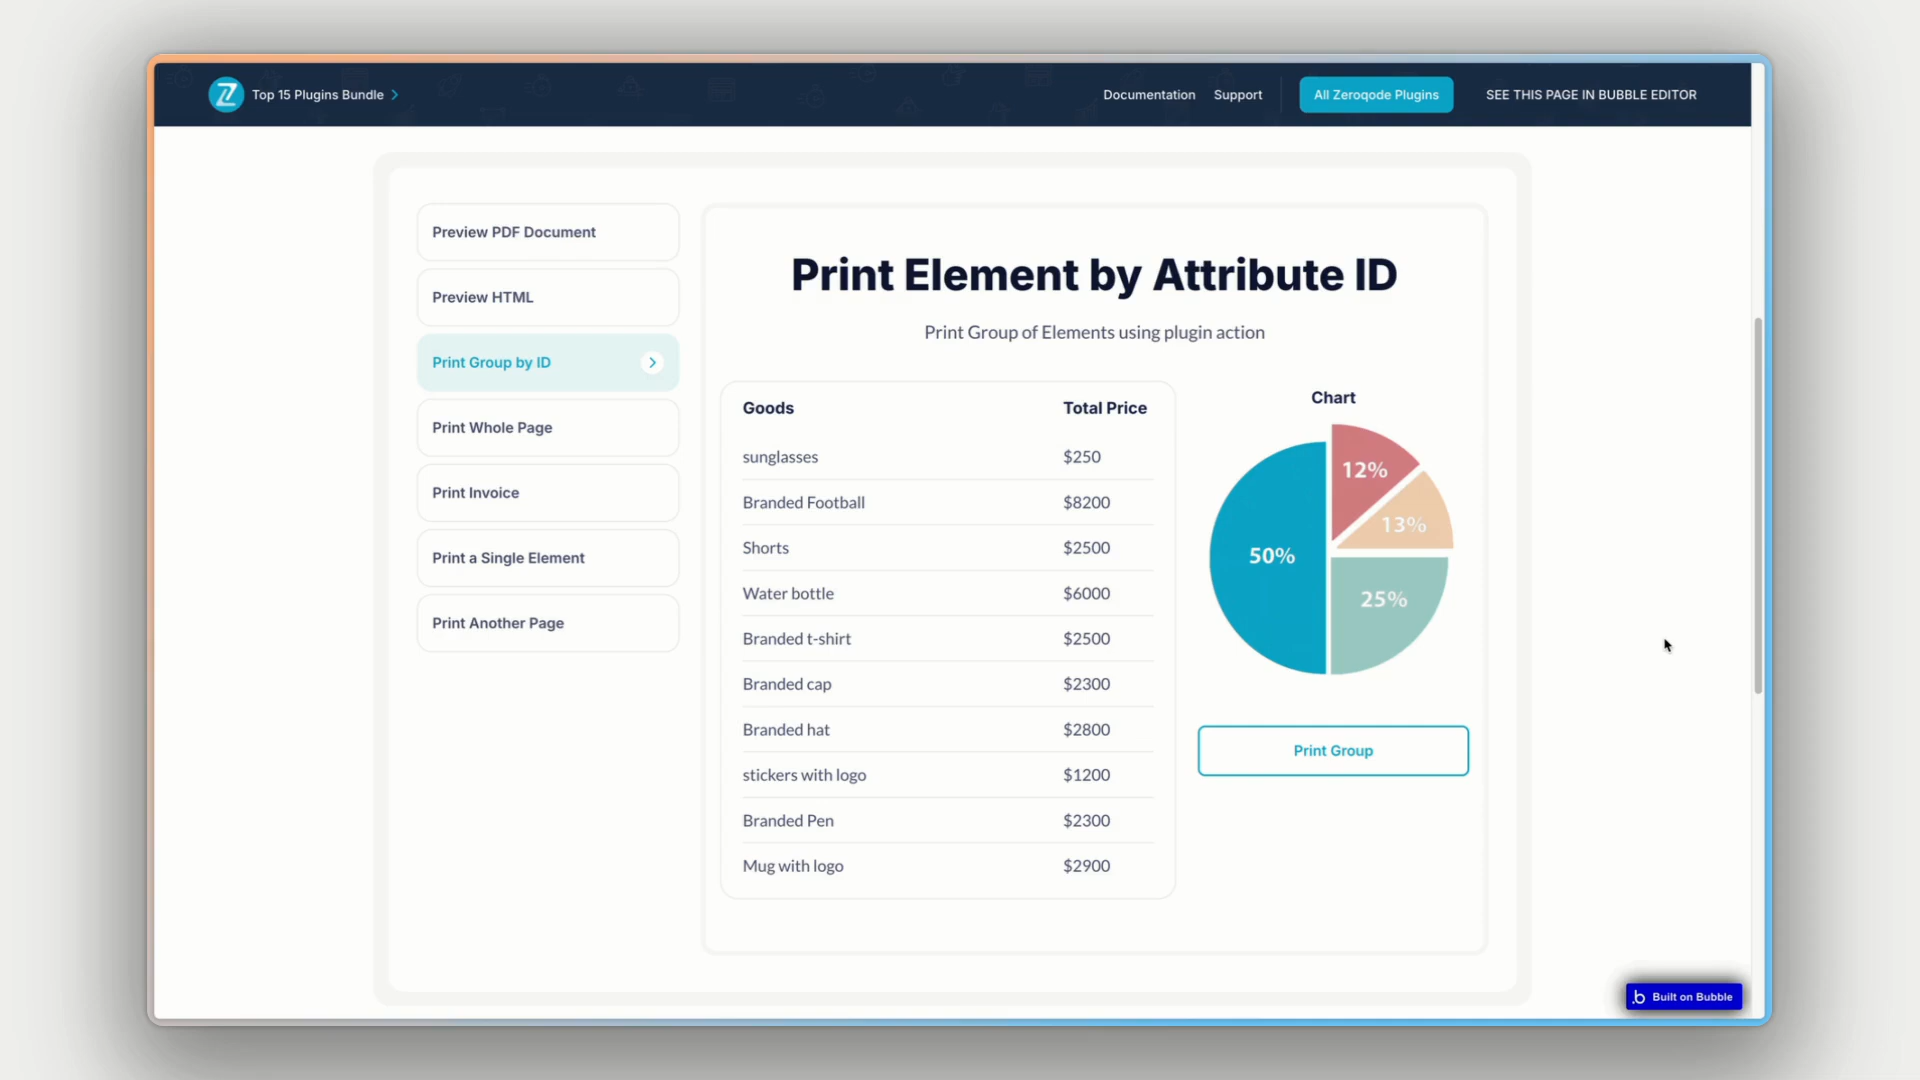 Top 15 Plugins Bundle
Documentation
Support
All Zeroqode Plugins
SEE THIS PAGE IN BUBBLE EDITOR
Preview PDF Document
Preview HTML
Print Group by ID
Print Whole Page
Print Invoice
Print a Single Element
Print Another Page
Print Element by Attribute ID
Print Group of Elements using plugin action
Goods Total Price
sunglasses $250
Branded Football $8200
Shorts $2500
Water bottle $6000
Branded t-shirt $2500
Branded cap $2300
Branded hat $2800
stickers with logo $1200
Branded Pen $2300
Mug with logo $2900
Chart
12%
13%
50%
25%
Print Group
Built on Bubble